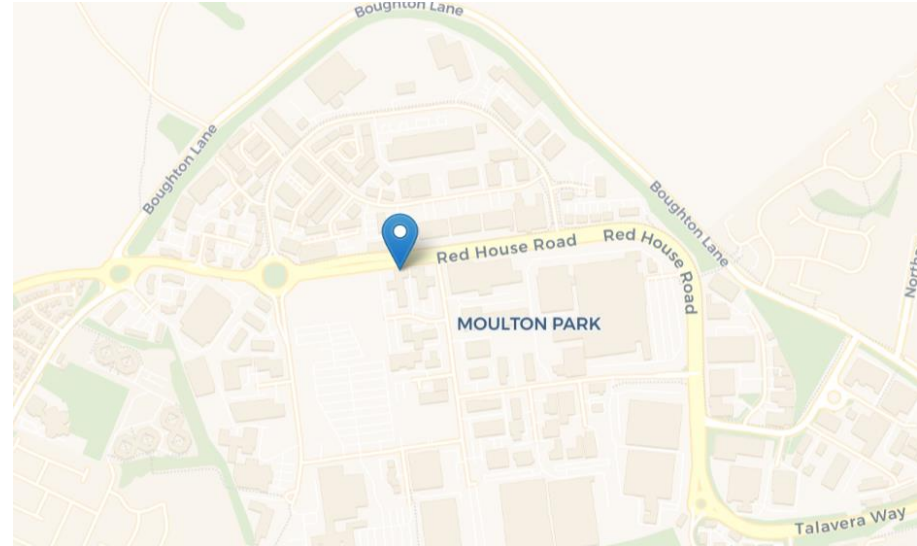 Boughton Lane
Boughton Lane
Boughton Lane
Red House Road
Red House Road
MOULTON PARK
Talavera Way